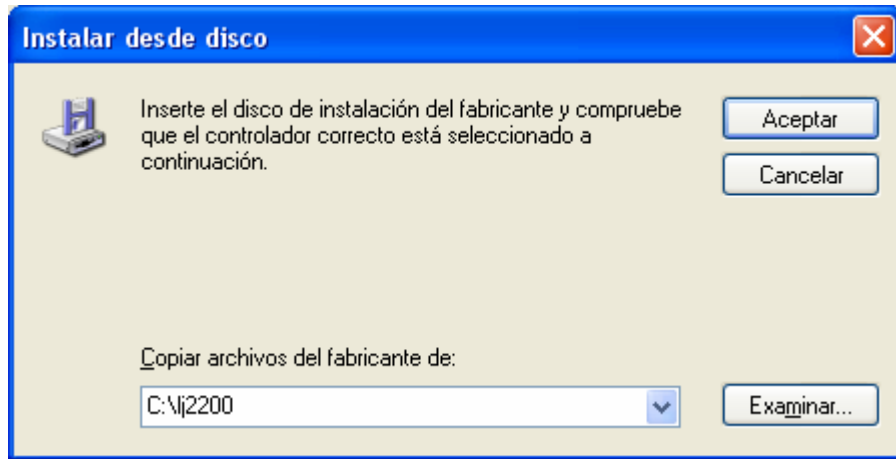 Instalar desde disco
Inserte el disco de instalación del fabricante y compruebe
que el controlador correcto está seleccionado a
continuación.
Aceptar
Cancelar
Copiar archivos del fabricante de:
C:\lj2200
Examinar...